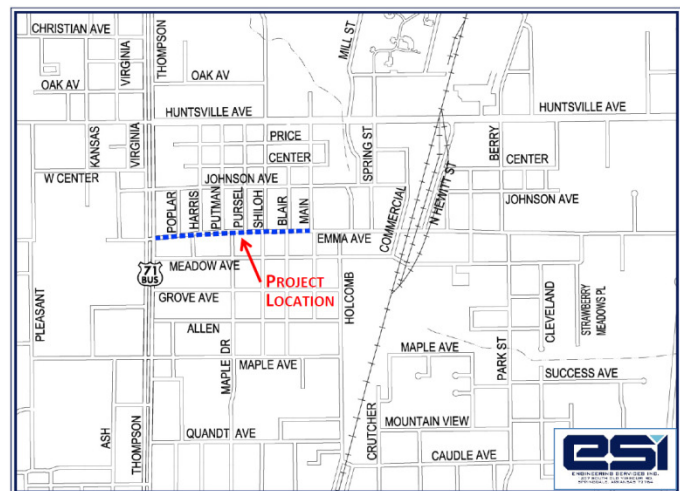 CHRISTIAN AVE
VIRGINIA
THOMPSON
MILL ST
OAK AV
OAK AV
HUNTSVILLE AVE
HUNTSVILLE AVE
KANSAS
VIRGINIA
PRICE
SPRING ST
BERRY
CENTER
CENTER
W CENTER
JOHNSON AVE
JOHNSON AVE
POPLAR
HARRIS
PUTMAN
PURSEL
SHILOH
BLAIR
MAIN
COMMERCIAL
N HEWITT ST
EMMA AVE
71
BUS
MEADOW AVE
PROJECT
LOCATION
GROVE AVE
PLEASANT
HOLCOMB
CLEVELAND
STRAWBERRY
MEADOWS PL
ALLEN
MAPLE DR
MAPLE AVE
MAPLE AVE
PARK ST
SUCCESS AVE
ASH
THOMPSON
QUANDT AVE
CRUTCHER
MOUNTAIN VIEW
CAUDLE AVE
esi
ENGINEERING SERVICES INC.